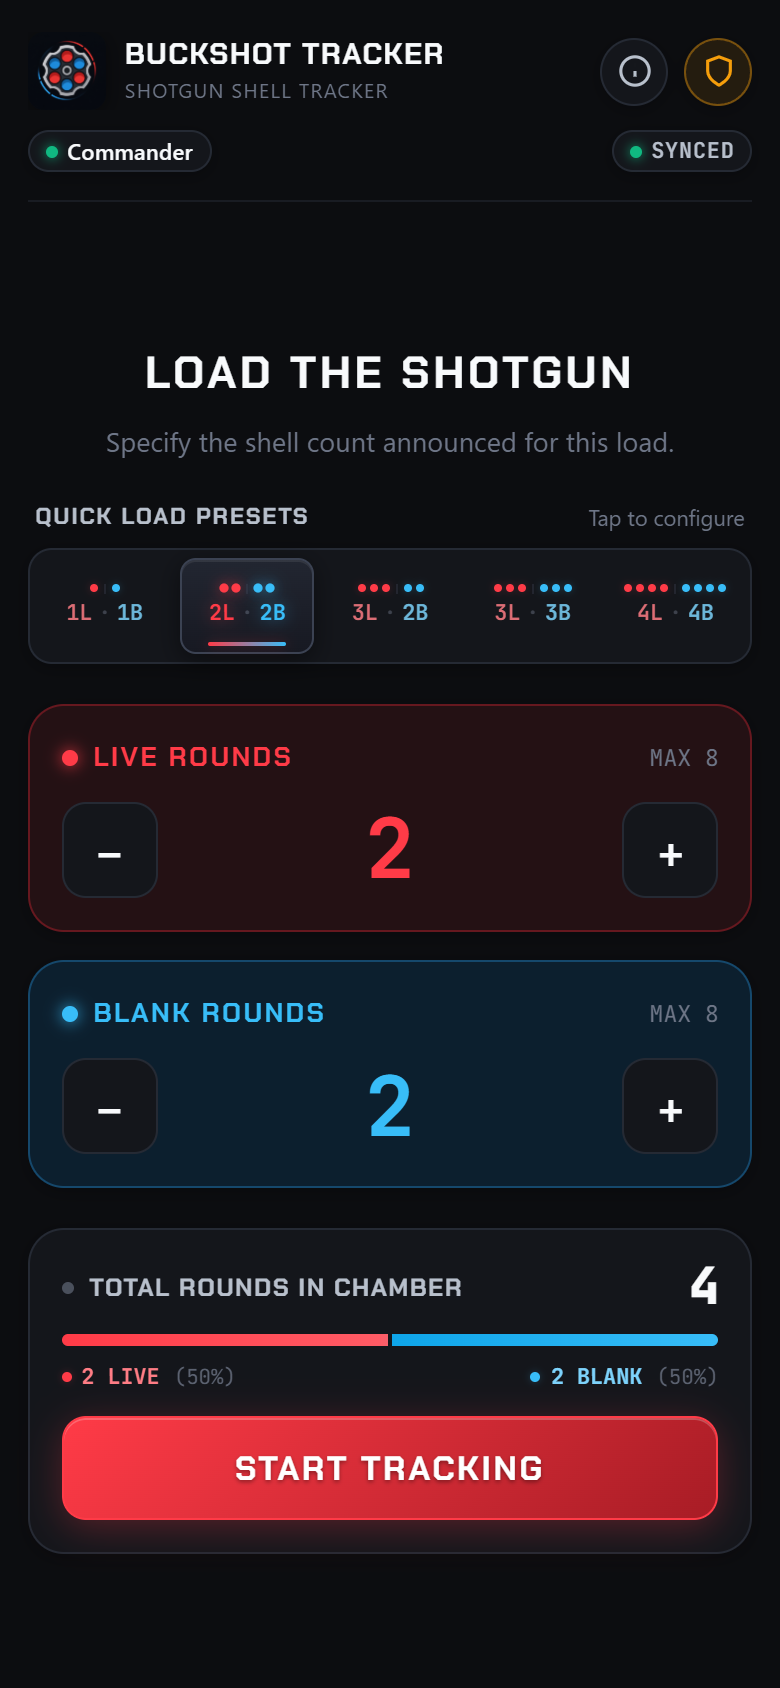 BUCKSHOT TRACKER
SHOTGUN SHELL TRACKER
Commander
SYNCED
LOAD THE SHOTGUN
Specify the shell count announced for this load.
QUICK LOAD PRESETS
Tap to configure
1L · 1B
2L · 2B
3L · 2B
3L · 3B
4L · 4B
LIVE ROUNDS
MAX 8
− 2 +
BLANK ROUNDS
MAX 8
− 2 +
TOTAL ROUNDS IN CHAMBER 4
2 LIVE (50%)
2 BLANK (50%)
START TRACKING